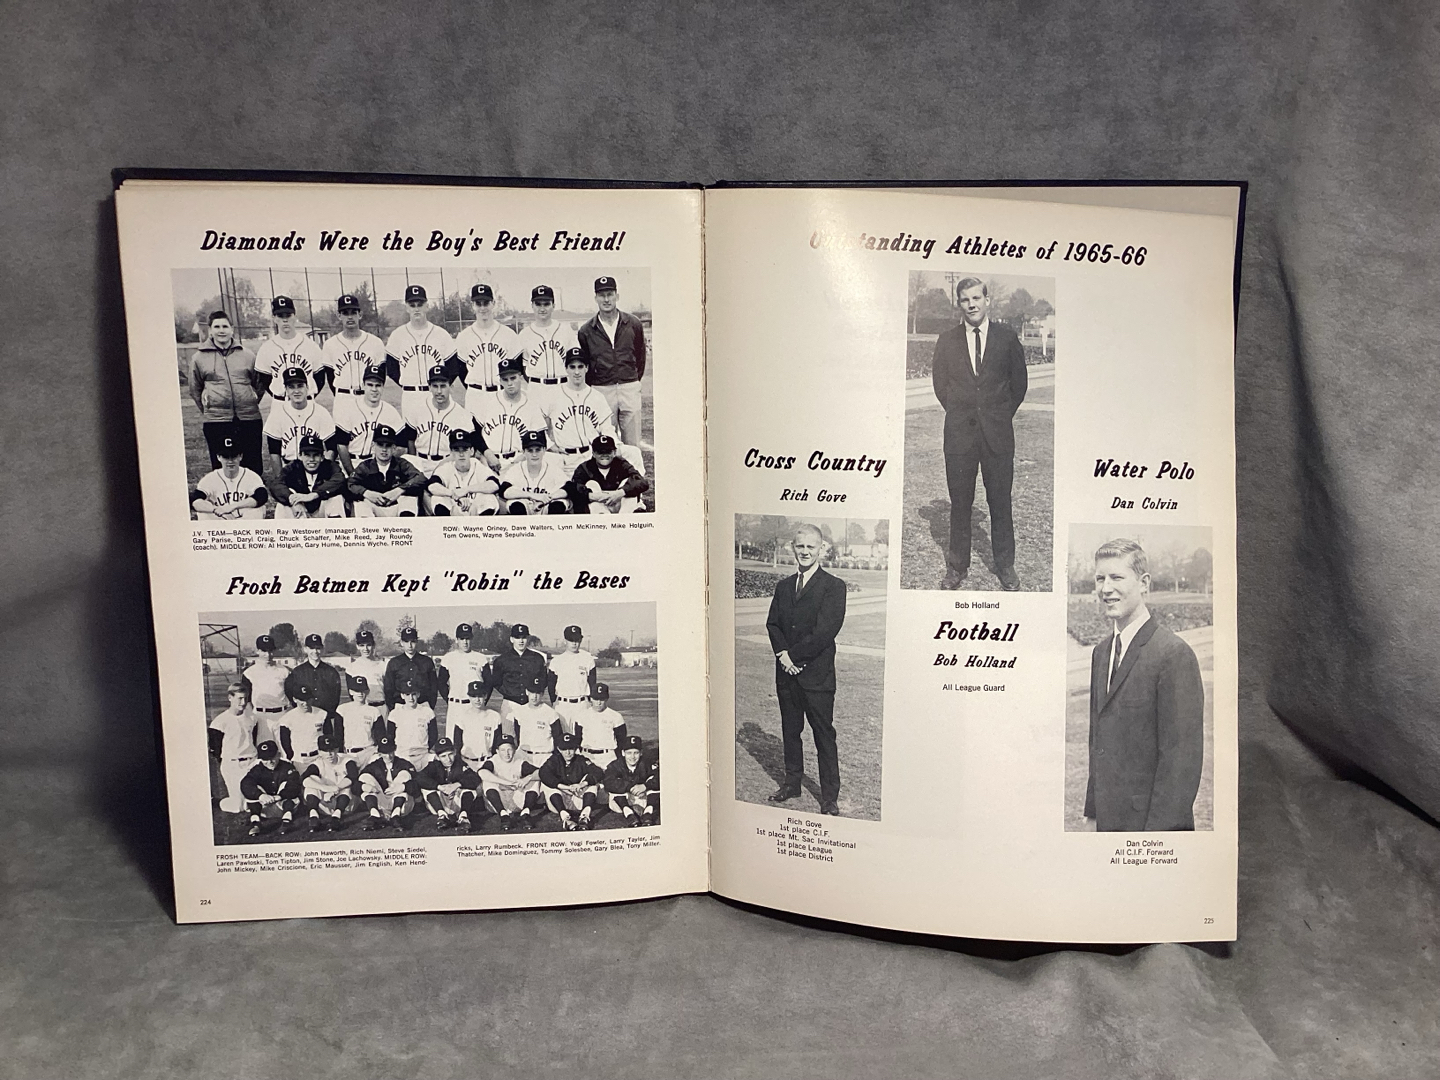 Diamonds Were the Boy's Best Friend!
J.V. TEAM—BACK ROW: Ray Westover (manager), Steve Wybenga,
Gary Parise, Daryl Craig, Chuck Schaffer, Mike Reed, Jay Roundy
(coach). MIDDLE ROW: Al Holguin, Gary Hume, Dennis Wyche. FRONT
ROW: Wayne Oriney, Dave Walters, Lynn McKinney, Mike Holguin,
Tom Owens, Wayne Sepulvida.
Frosh Batmen Kept "Robin" the Bases
FROSH TEAM—BACK ROW: John Haworth, Rich Niemi, Steve Siedel,
Laren Pawloski, Tom Tipton, Jim Stone, Joe Lachowsky. MIDDLE ROW:
John Mickey, Mike Criscione, Eric Mausser, Jim English, Ken Hend-
ricks, Larry Rumbeck. FRONT ROW: Yogi Fowler, Larry Taylor, Jim
Thatcher, Mike Dominguez, Tommy Solesbee, Gary Blea, Tony Miller.
224
Outstanding Athletes of 1965-66
Cross Country
Rich Gove
Rich Gove
1st place C.I.F.
1st place Mt. Sac Invitational
1st place League
1st place District
Bob Holland
Football
Bob Holland
All League Guard
Water Polo
Dan Colvin
Dan Colvin
All C.I.F. Forward
All League Forward
225
CALIFORNIA
CALIFORNIA
CALIFORNIA
CALIFORNIA
CALIFORNIA
CALIFORNIA